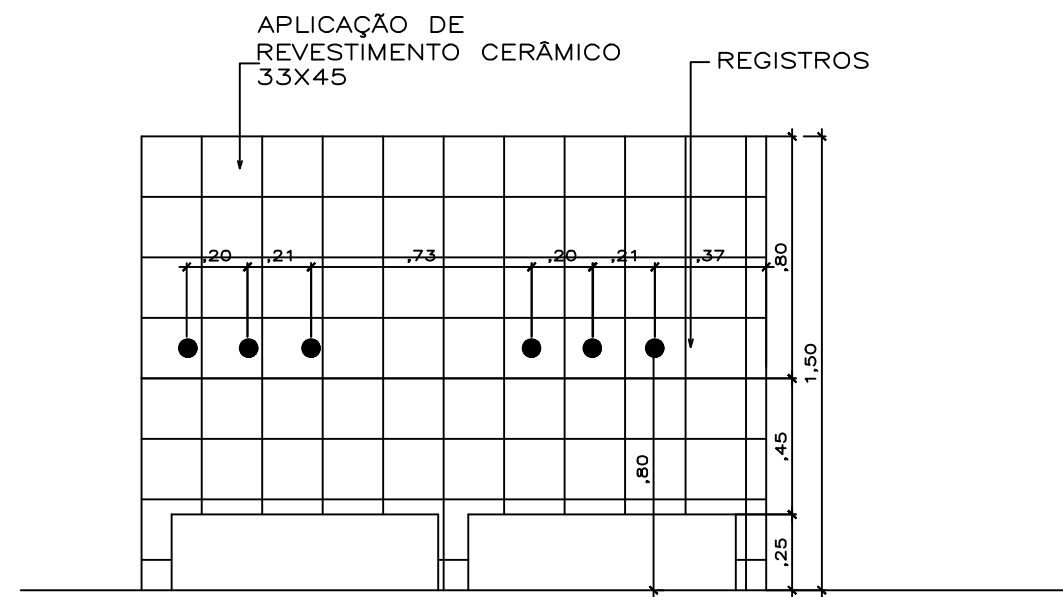 APLICAÇÃO DE
REVESTIMENTO CERÂMICO
33X45
REGISTROS
,20 ,21 ,73 ,20 ,21 ,37
,80
1,50
,45
,80
,25